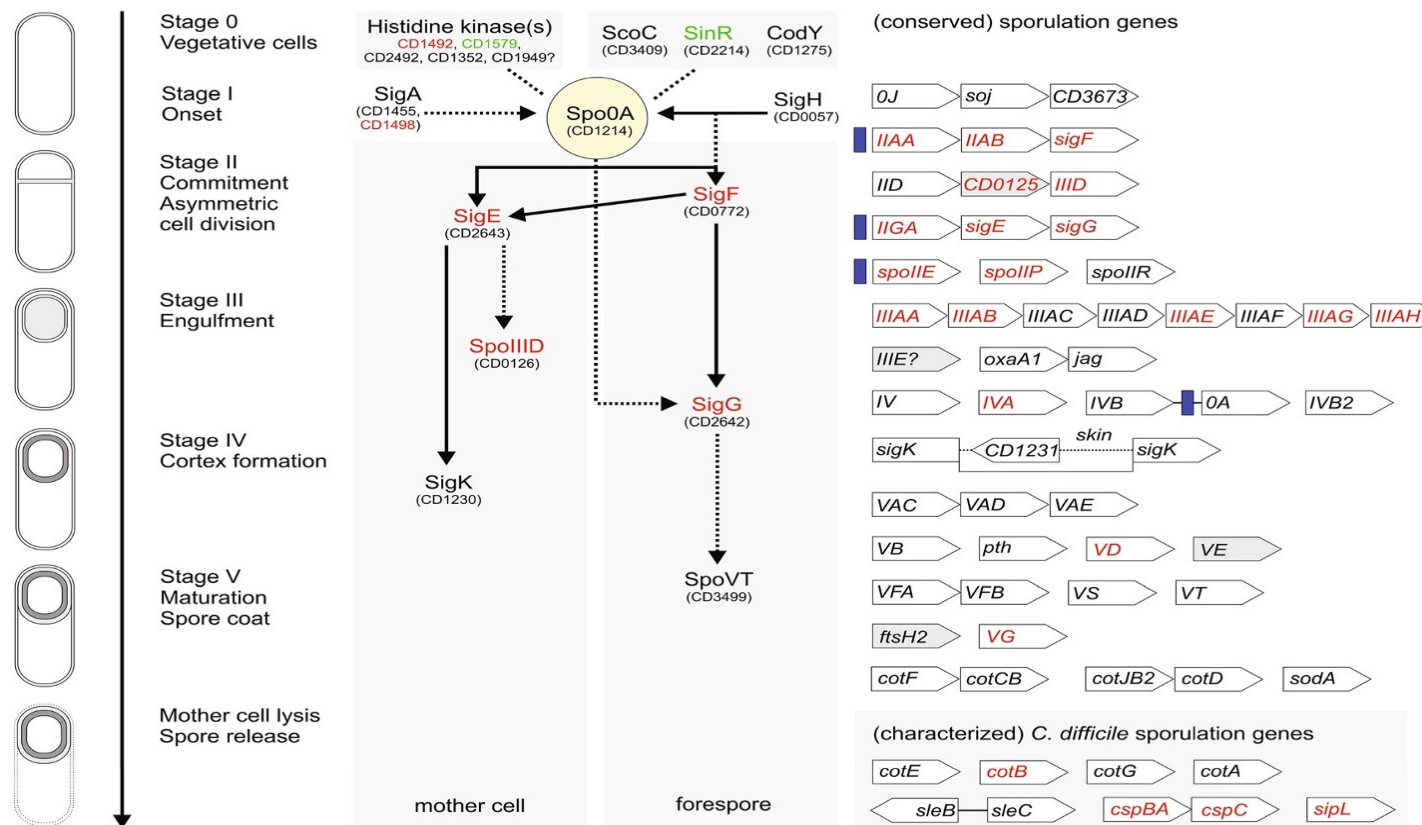 Stage 0
Vegetative cells
Stage I
Onset
Stage II
Commitment
Asymmetric
cell division
Stage III
Engulfment
Stage IV
Cortex formation
Stage V
Maturation
Spore coat
Mother cell lysis
Spore release
Histidine kinase(s)
CD1492, CD1579,
CD2492, CD1352, CD1949?
ScoC SinR CodY
(CD3409) (CD2214) (CD1275)
SigA
(CD1455,
CD1498)
Spo0A
(CD1214)
SigH
(CD0057)
SigF
(CD0772)
SigE
(CD2643)
SpoIIID
(CD0126)
SigG
(CD2642)
SigK
(CD1230)
SpoVT
(CD3499)
mother cell
forespore
(conserved) sporulation genes
0J soj CD3673
IIAA IIAB sigF
IID CD0125 IIID
IIGA sigE sigG
spoIIE spoIIP spoIIR
IIIAA IIIAB IIIAC IIIAD IIIAE IIIAF IIIAG IIIAH
IIIE? oxaA1 jag
IV IVA IVB 0A IVB2
sigK CD1231 skin sigK
VAC VAD VAE
VB pth VD VE
VFA VFB VS VT
ftsH2 VG
cotF cotCB cotJB2 cotD sodA
(characterized) C. difficile sporulation genes
cotE cotB cotG cotA
sleB sleC cspBA cspC sipL